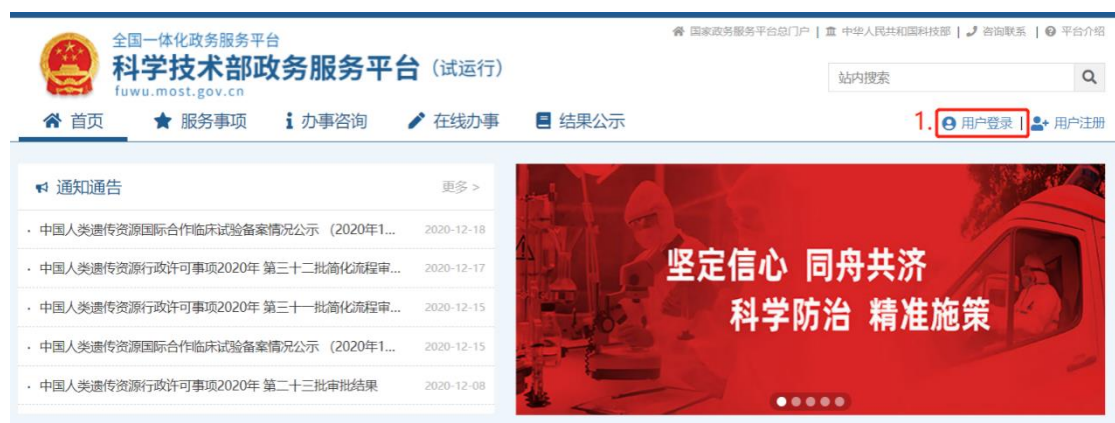 国家政务服务平台总门户 | 中华人民共和国科技部 | 咨询联系 | 平台介绍
全国一体化政务服务平台
科学技术部政务服务平台（试运行）
fuwu.most.gov.cn
站内搜索
首页 服务事项 办事咨询 在线办事 结果公示
1. 用户登录 | 用户注册
通知通告 更多 >
· 中国人类遗传资源国际合作临床试验备案情况公示 （2020年1... 2020-12-18
· 中国人类遗传资源行政许可事项2020年 第三十二批简化流程审... 2020-12-17
· 中国人类遗传资源行政许可事项2020年 第三十一批简化流程审... 2020-12-15
· 中国人类遗传资源国际合作临床试验备案情况公示 （2020年1... 2020-12-15
· 中国人类遗传资源行政许可事项2020年 第二十三批审批结果 2020-12-08
坚定信心 同舟共济
科学防治 精准施策